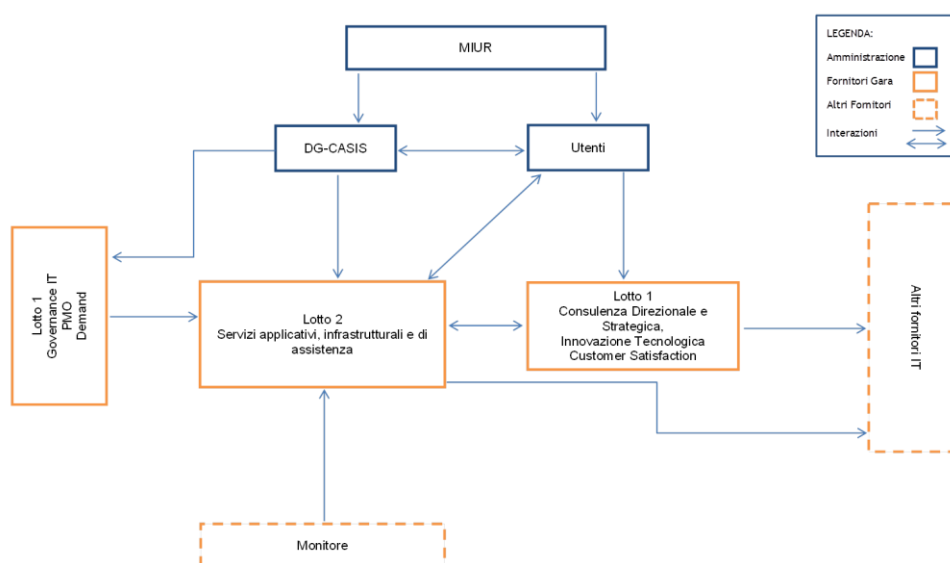 MIUR
LEGENDA:
Amministrazione
Fornitori Gara
Altri Fornitori
Interazioni
DG-CASIS
Utenti
Lotto 1
Governance IT
PMO
Demand
Lotto 2
Servizi applicativi, infrastrutturali e di
assistenza
Lotto 1
Consulenza Direzionale e
Strategica,
Innovazione Tecnologica
Customer Satisfaction
Altri fornitori IT
Monitore